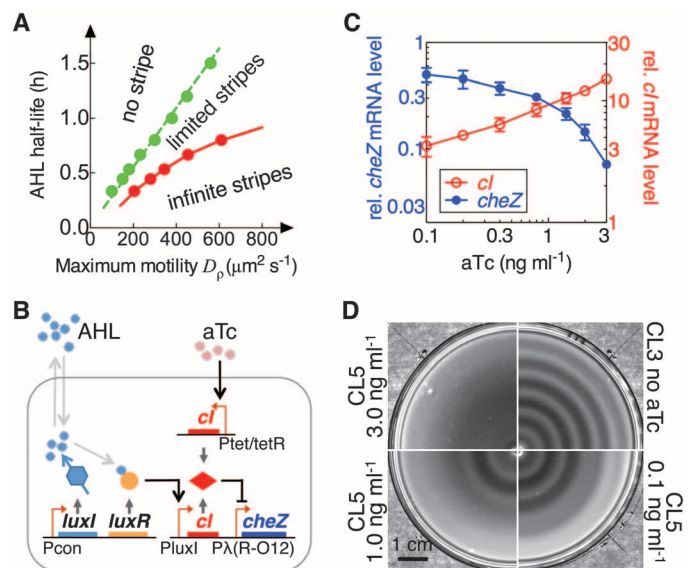 A
AHL half-life (h)
1.5
1.0
0.5
0.0
no stripe
limited stripes
infinite stripes
200 400 600 800
Maximum motility Dρ (μm² s⁻¹)
C
rel. cheZ mRNA level
1
0.3
0.1
0.03
rel. cI mRNA level
30
10
3
1
cI
cheZ
0.1 0.3 1 3
aTc (ng ml⁻¹)
B
AHL
aTc
cI
Ptet/tetR
luxI luxR cI cheZ
Pcon PluxI Pλ(R-O12)
D
CL5
3.0 ng ml⁻¹
CL3 no aTc
CL5
1.0 ng ml⁻¹
CL5
0.1 ng ml⁻¹
1 cm